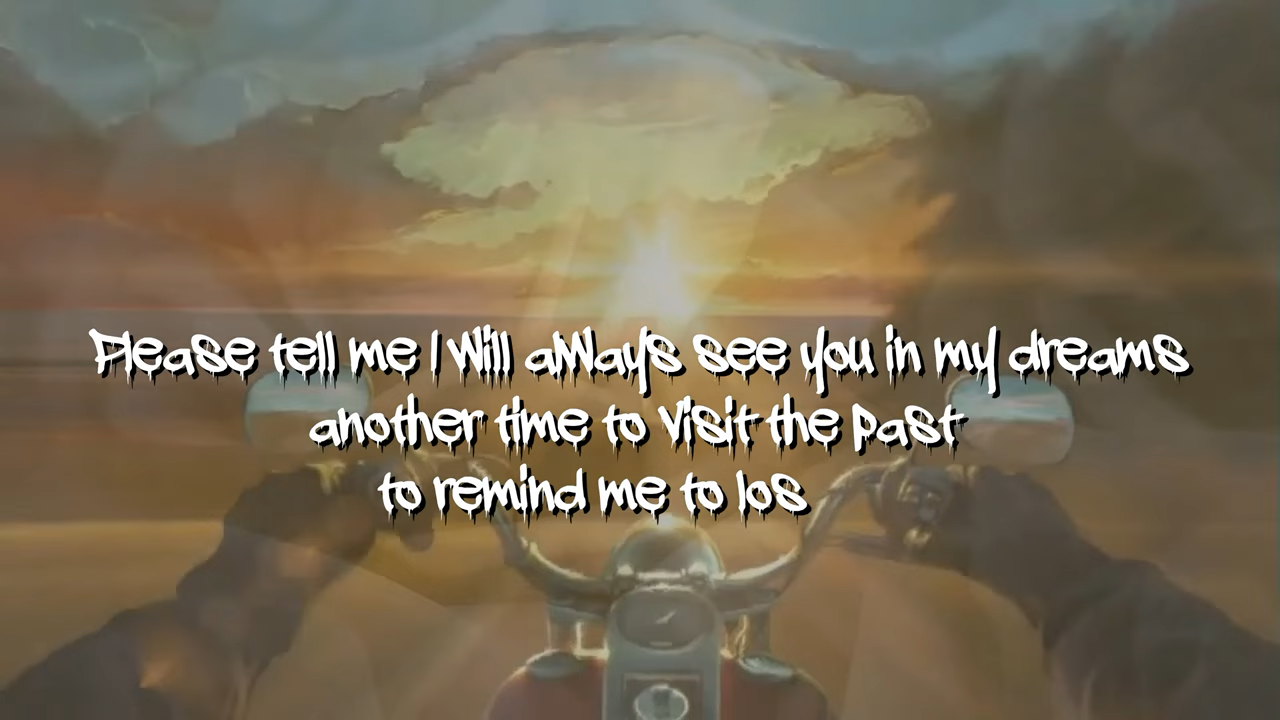 Please tell me I will always see you in my dreams
another time to visit the past
to remind me to los